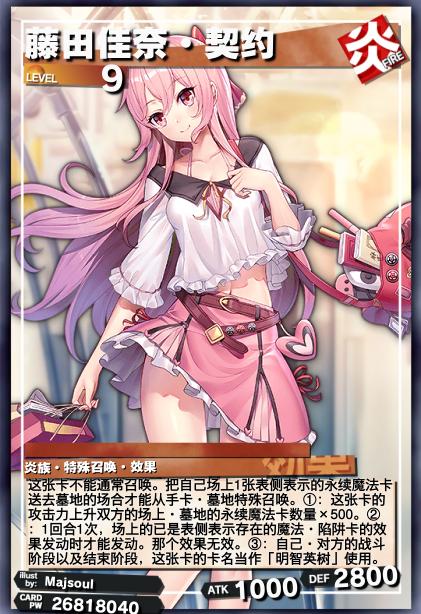 藤田佳奈·契约
炎
FIRE
LEVEL 9
炎族·特殊召唤·效果
这张卡不能通常召唤。把自己场上1张表侧表示的永续魔法卡
送去墓地的场合才能从手卡·墓地特殊召唤。①：这张卡的
攻击力上升双方的场上·墓地的永续魔法卡数量×500。②
：1回合1次，场上的已是表侧表示存在的魔法·陷阱卡的效
果发动时才能发动。那个效果无效。③：自己·对方的战斗
阶段以及结束阶段，这张卡的卡名当作「明智英树」使用。
illust by: Majsoul
ATK 1000 DEF 2800
CARD PW 26818040